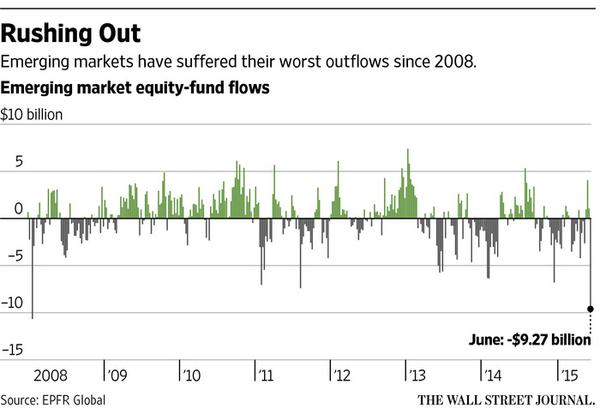 Rushing Out
Emerging markets have suffered their worst outflows since 2008.
Emerging market equity-fund flows
$10 billion
5
0
−5
−10
June: -$9.27 billion
−15
2008 '09 '10 '11 '12 '13 '14 '15
Source: EPFR Global THE WALL STREET JOURNAL.